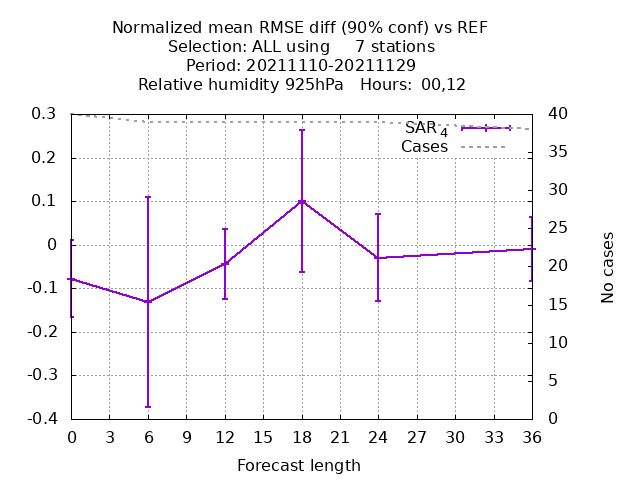 Normalized mean RMSE diff (90% conf) vs REF
Selection: ALL using 7 stations
Period: 20211110-20211129
Relative humidity 925hPa Hours: 00,12
0.3 40
SAR 4
Cases
0.2 35
0.1 30
0 25
-0.1 20
-0.2 15
-0.3 10
5
-0.4 0
No cases
0 3 6 9 12 15 18 21 24 27 30 33 36
Forecast length